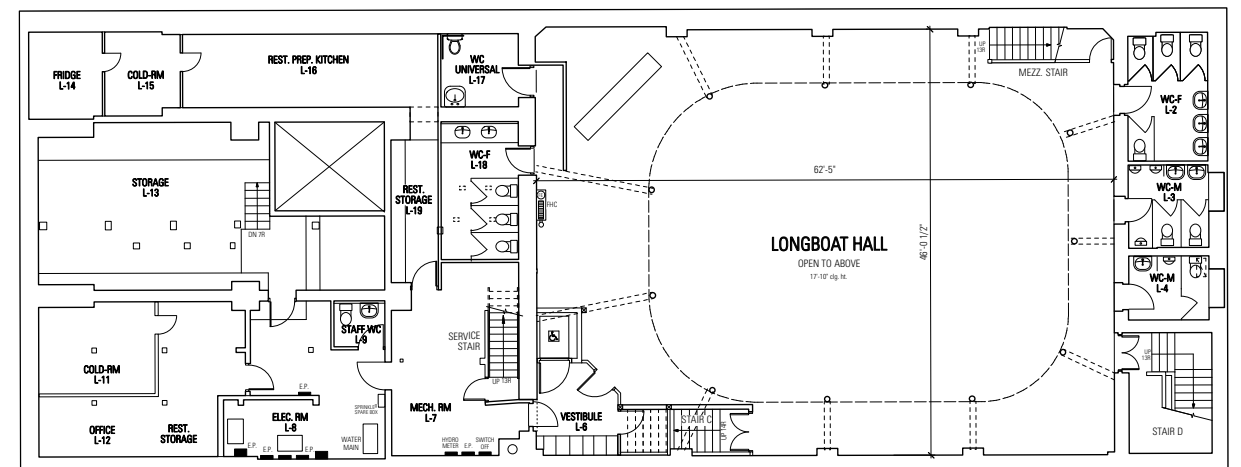 FRIDGE
L-14
COLD-RM
L-15
REST. PREP. KITCHEN
L-16
WC
UNIVERSAL
L-17
UP
13R
MEZZ. STAIR
WC-F
L-2
WC-F
L-18
STORAGE
L-13
DN 7R
REST.
STORAGE
L-19
FHC
62'-5"
46'-0 1/2"
LONGBOAT HALL
OPEN TO ABOVE
17'-10" clg. ht.
WC-M
L-3
WC-M
L-4
STAFF WC
L-9
SERVICE
STAIR
UP 13R
COLD-RM
L-11
OFFICE
L-12
REST.
STORAGE
E.P.
ELEC. RM
L-8
SPRINKLER
SPARE BOX
WATER
MAIN
E.P.
E.P.
E.P.
MECH. RM
L-7
HYDRO
METER
E.P.
SWITCH
OFF
VESTIBULE
L-6
STAIR C
UP 14R
UP
13R
STAIR D